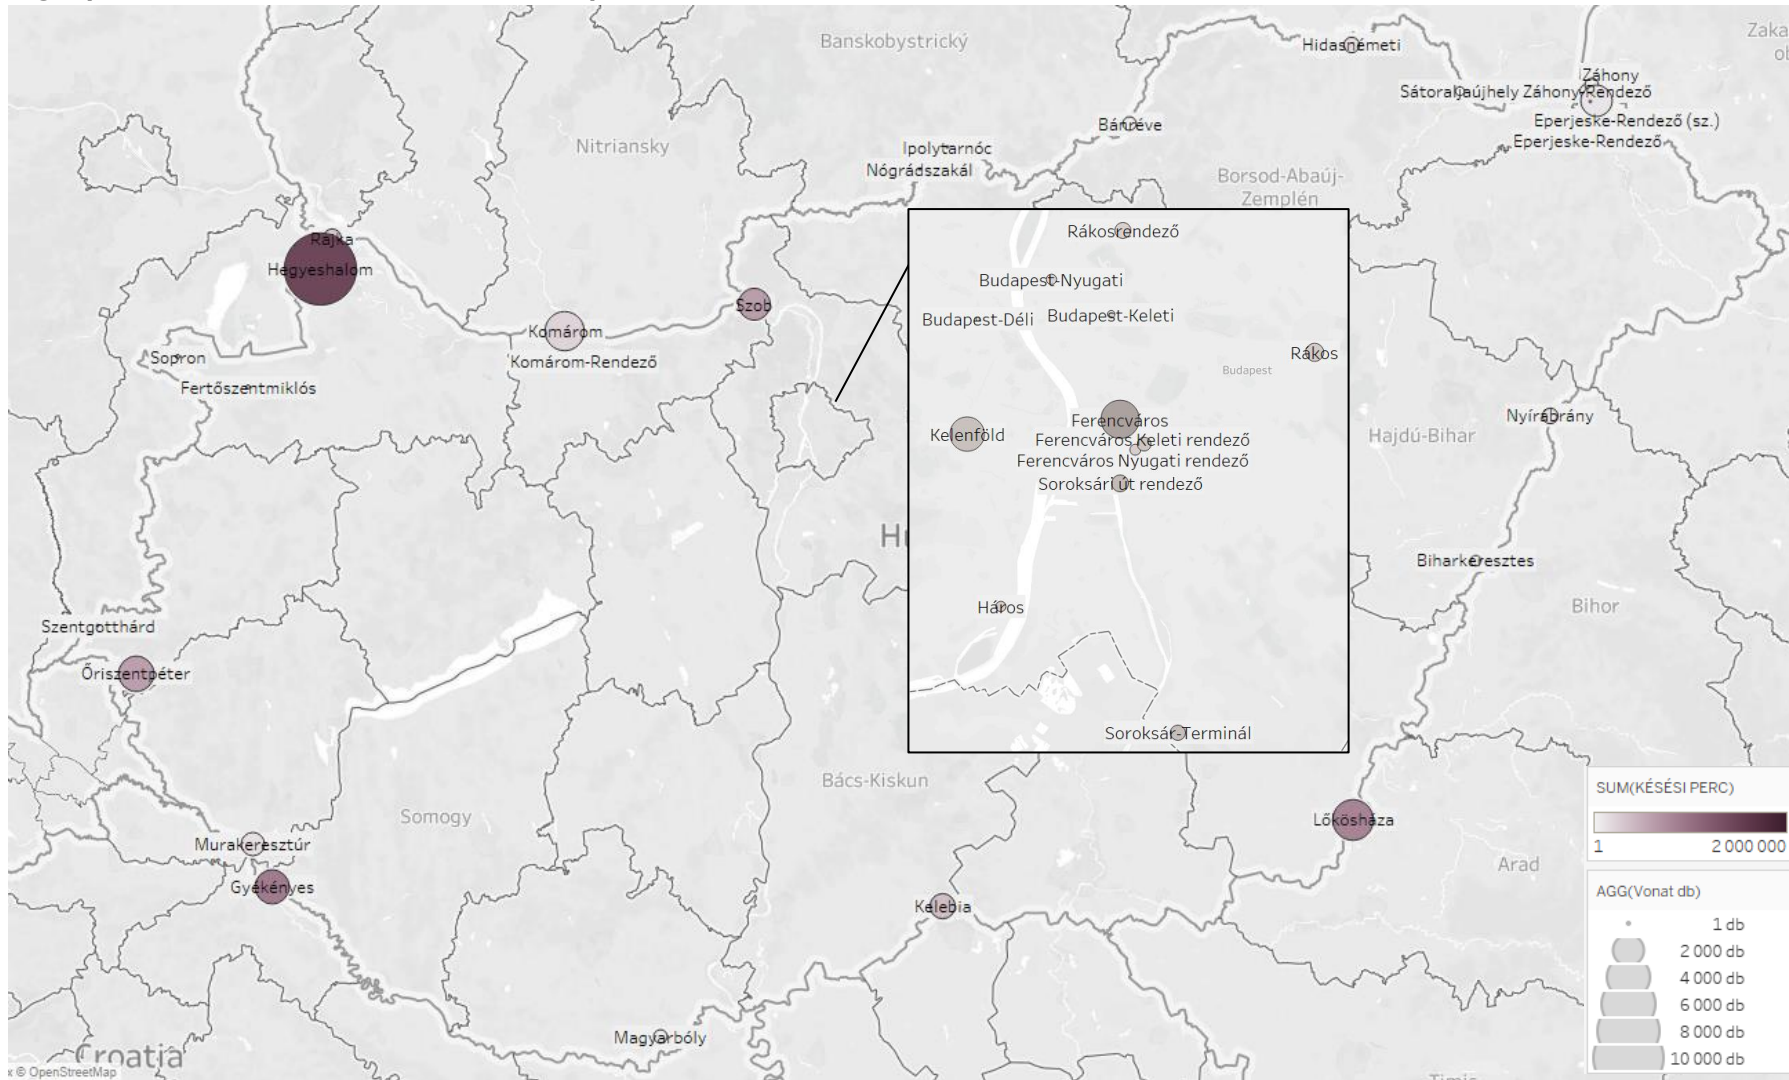 Banskobystrický
Hidasnémeti
Záhony
Sátoraljaújhely Záhony-Rendező
Eperjeske-Rendező (sz.)
Eperjeske-Rendező
Bánréve
Nitriansky
Ipolytarnóc
Nógrádszakál
Borsod-Abaúj-
Zemplén
Rajka
Hegyeshalom
Szob
Komárom
Komárom-Rendező
Sopron
Fertőszentmiklós
Rákosrendező
Budapest-Nyugati
Budapest-Déli
Budapest-Keleti
Rákos
Budapest
Ferencváros
Kelenföld
Ferencváros Keleti rendező
Ferencváros Nyugati rendező
Soroksári út rendező
Háros
Soroksár-Terminál
Nyírábrány
Hajdú-Bihar
Biharkeresztes
Bihor
Szentgotthárd
Őriszentpéter
Bács-Kiskun
Somogy
Murakeresztúr
Gyékényes
Lőkösháza
Arad
Kelebia
Magyarbóly
Croatia
© OpenStreetMap
SUM(KÉSÉSI PERC)
1 2 000 000
AGG(Vonat db)
1 db
2 000 db
4 000 db
6 000 db
8 000 db
10 000 db